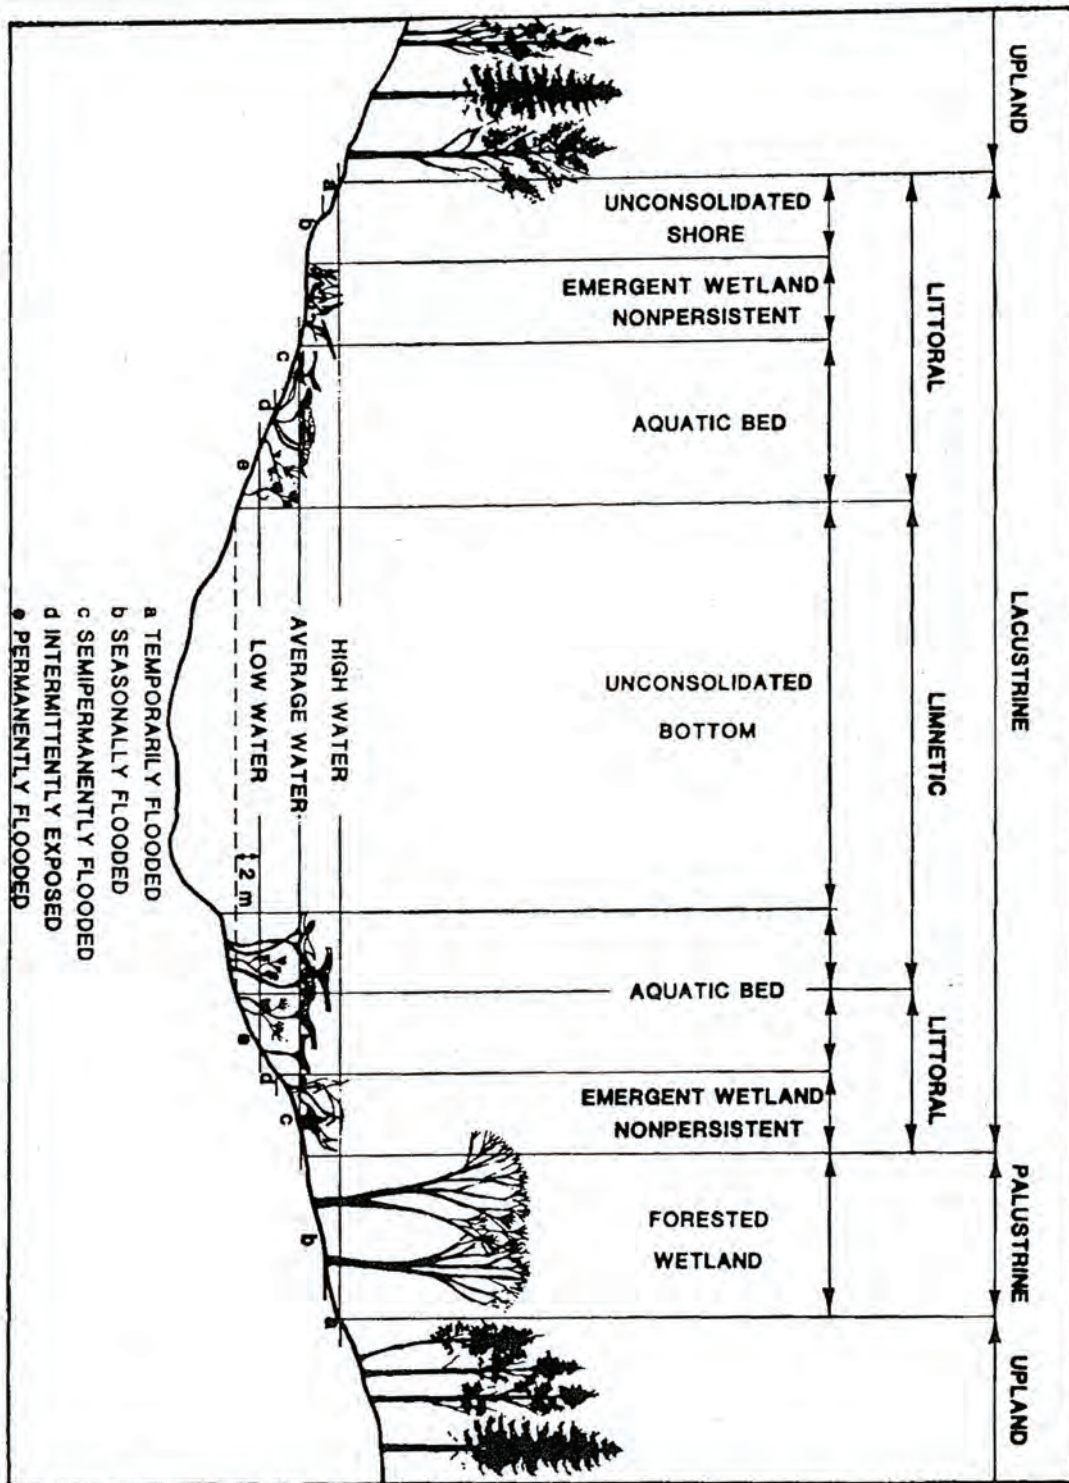 UPLAND
LACUSTRINE
PALUSTRINE
UPLAND
LITTORAL
LIMNETIC
LITTORAL
UNCONSOLIDATED
SHORE
EMERGENT WETLAND
NONPERSISTENT
AQUATIC BED
UNCONSOLIDATED
BOTTOM
AQUATIC BED
EMERGENT WETLAND
NONPERSISTENT
FORESTED
WETLAND
HIGH WATER
AVERAGE WATER
LOW WATER
2 m
a
b
c
d
e
e
d
c
b
a
a TEMPORARILY FLOODED
b SEASONALLY FLOODED
c SEMIPERMANENTLY FLOODED
d INTERMITTENTLY EXPOSED
e PERMANENTLY FLOODED